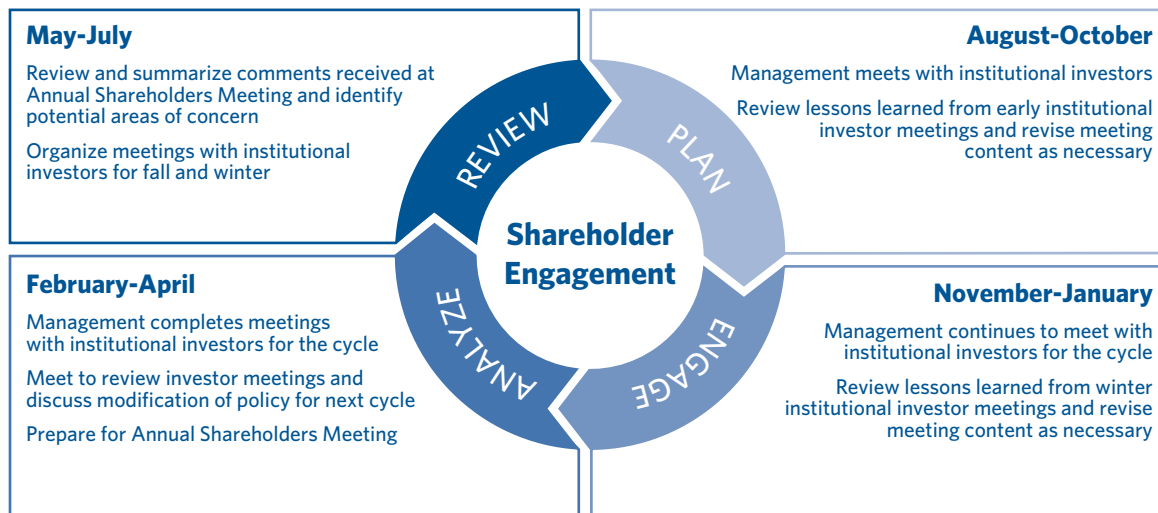 May-July
Review and summarize comments received at
Annual Shareholders Meeting and identify
potential areas of concern
Organize meetings with institutional
investors for fall and winter
August-October
Management meets with institutional investors
Review lessons learned from early institutional
investor meetings and revise meeting
content as necessary
REVIEW
PLAN
Shareholder
Engagement
ANALYZE
ENGAGE
February-April
Management completes meetings
with institutional investors for the cycle
Meet to review investor meetings and
discuss modification of policy for next cycle
Prepare for Annual Shareholders Meeting
November-January
Management continues to meet with
institutional investors for the cycle
Review lessons learned from winter
institutional investor meetings and revise
meeting content as necessary